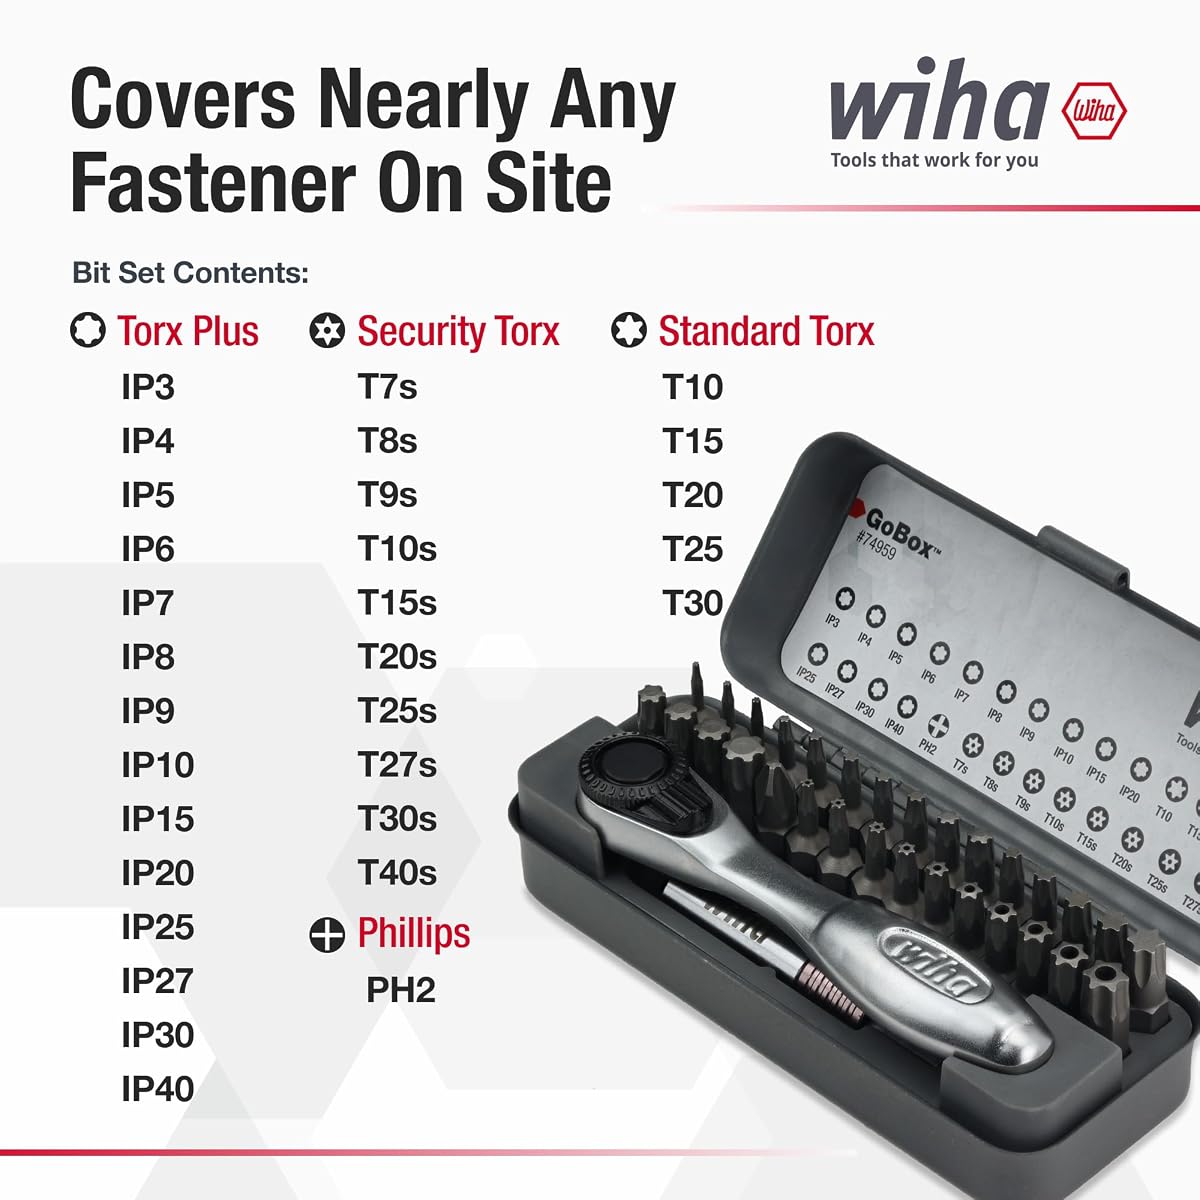 Covers Nearly Any
Fastener On Site
wiha
Wiha
Tools that work for you
Bit Set Contents:
Torx Plus
IP3
IP4
IP5
IP6
IP7
IP8
IP9
IP10
IP15
IP20
IP25
IP27
IP30
IP40
Security Torx
T7s
T8s
T9s
T10s
T15s
T20s
T25s
T27s
T30s
T40s
Phillips
PH2
Standard Torx
T10
T15
T20
T25
T30
GoBox™
#74959
IP3 IP4 IP5 IP6 IP7 IP8 IP9 IP10 IP15 IP20 T10
IP25 IP27 IP30 IP40 PH2 T7s T8s T9s T10s T15s T20s T25s
Tools
wiha
wiha